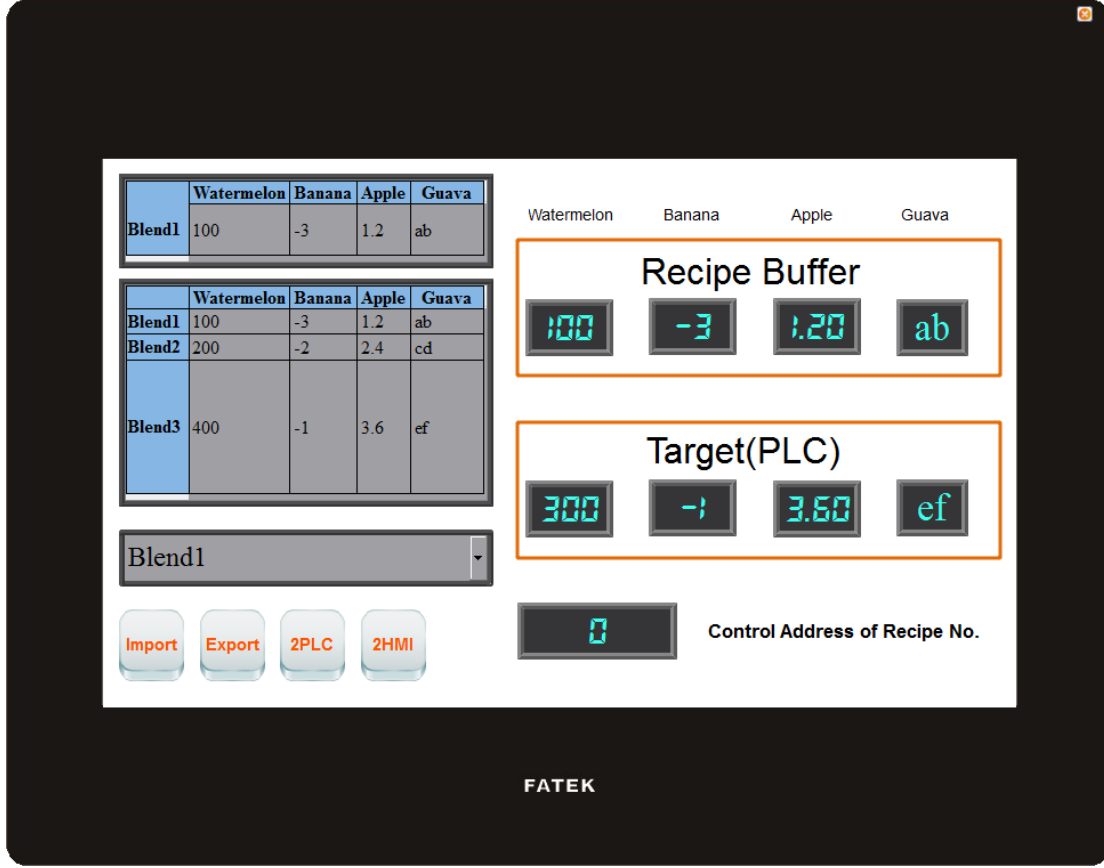 Watermelon Banana Apple Guava
Blend1 100 -3 1.2 ab
Watermelon Banana Apple Guava
Blend1 100 -3 1.2 ab
Blend2 200 -2 2.4 cd
Blend3 400 -1 3.6 ef
Blend1
Import Export 2PLC 2HMI
Watermelon Banana Apple Guava
Recipe Buffer
100 -3 1.20 ab
Target(PLC)
300 -1 3.60 ef
0 Control Address of Recipe No.
FATEK